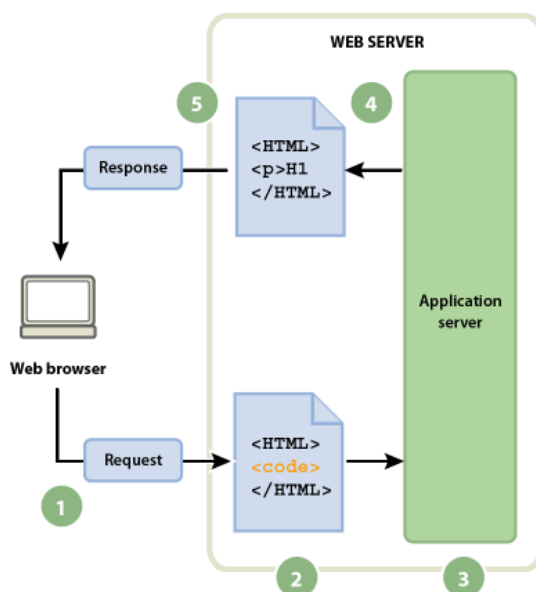 WEB SERVER
5
4
<HTML>
<p>H1
</HTML>
Response
Application
server
Web browser
<HTML>
<code>
</HTML>
Request
1
2
3